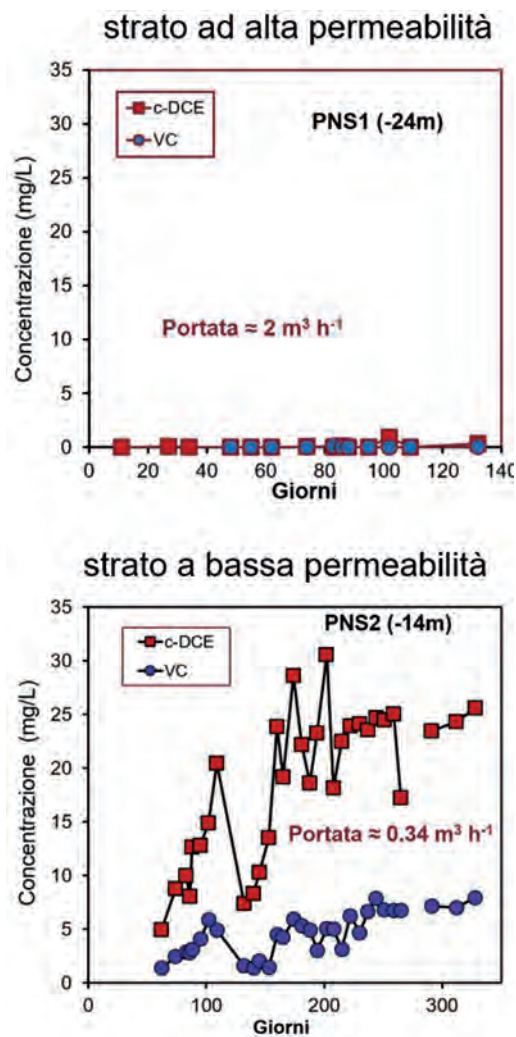 strato ad alta permeabilità
35
30
25
20
15
10
5
0
Concentrazione (mg/L)
c-DCE
VC
PNS1 (-24m)
Portata ≈ 2 m³ h⁻¹
0 20 40 60 80 100 120 140
Giorni
strato a bassa permeabilità
35
30
25
20
15
10
5
0
Concentrazione (mg/L)
c-DCE
VC
PNS2 (-14m)
Portata ≈ 0.34 m³ h⁻¹
0 100 200 300
Giorni